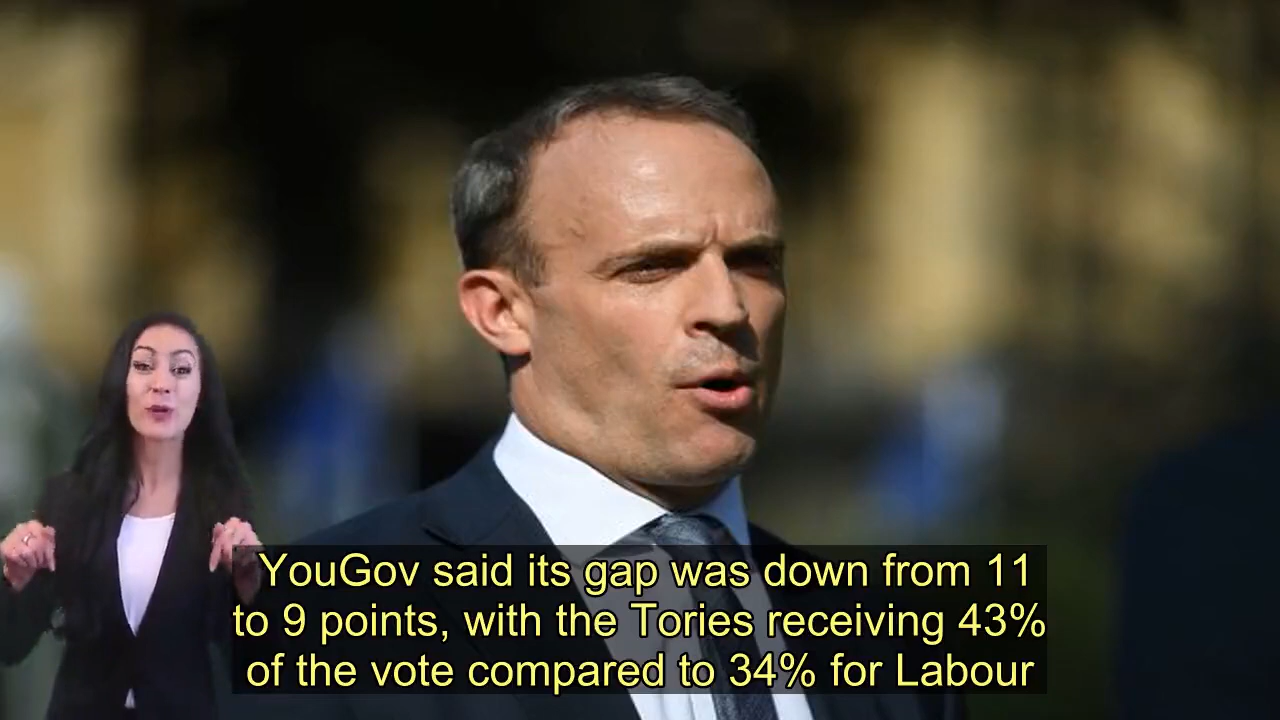 YouGov said its gap was down from 11
to 9 points, with the Tories receiving 43%
of the vote compared to 34% for Labour